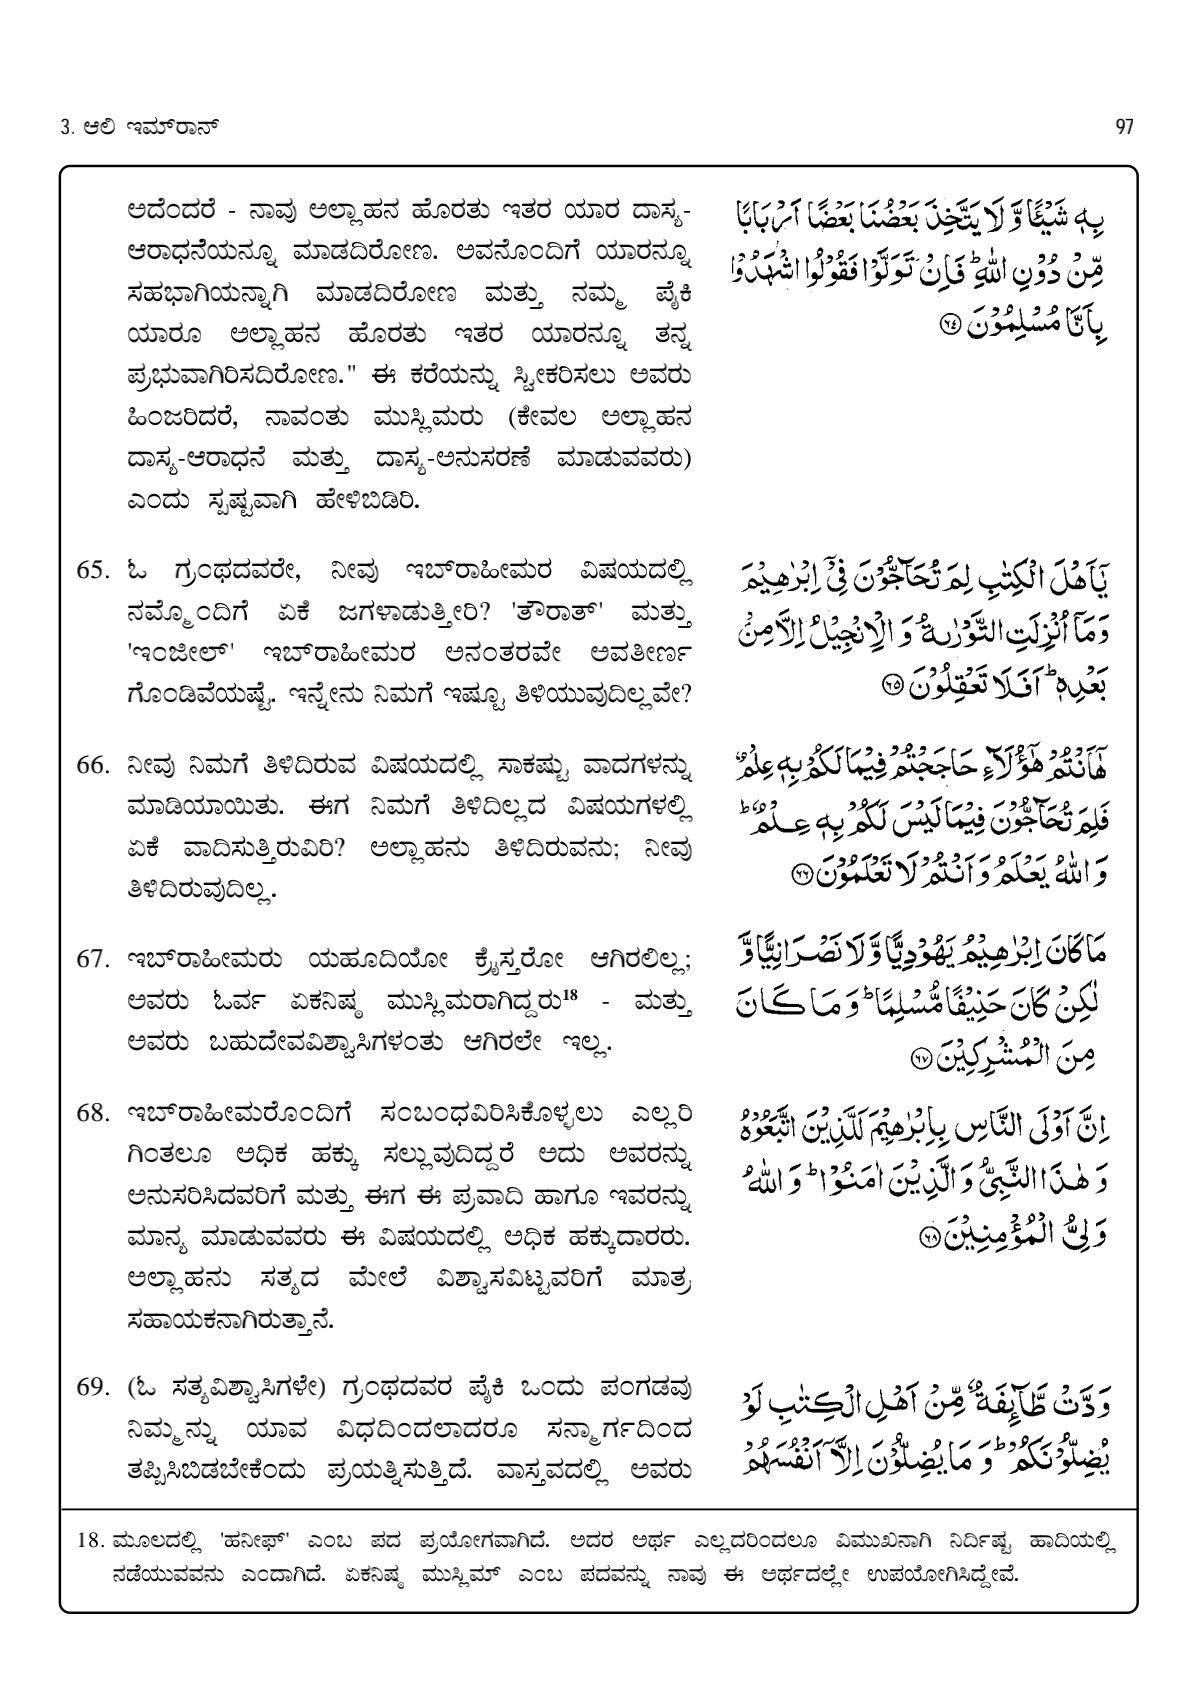 3. ಆಲಿ ಇಮ್‌ರಾನ್
97
ಅದೆಂದರೆ - ನಾವು ಅಲ್ಲಾಹನ ಹೊರತು ಇತರ ಯಾರ ದಾಸ್ಯ-
ಆರಾಧನೆಯನ್ನೂ ಮಾಡದಿರೋಣ. ಅವನೊಂದಿಗೆ ಯಾರನ್ನೂ
ಸಹಭಾಗಿಯನ್ನಾಗಿ ಮಾಡದಿರೋಣ ಮತ್ತು ನಮ್ಮ ಪೈಕಿ
ಯಾರೂ ಅಲ್ಲಾಹನ ಹೊರತು ಇತರ ಯಾರನ್ನೂ ತನ್ನ
ಪ್ರಭುವಾಗಿರಿಸದಿರೋಣ." ಈ ಕರೆಯನ್ನು ಸ್ವೀಕರಿಸಲು ಅವರು
ಹಿಂಜರಿದರೆ, ನಾವಂತು ಮುಸ್ಲಿಮರು (ಕೇವಲ ಅಲ್ಲಾಹನ
ದಾಸ್ಯ-ಆರಾಧನೆ ಮತ್ತು ದಾಸ್ಯ-ಅನುಸರಣೆ ಮಾಡುವವರು)
ಎಂದು ಸ್ಪಷ್ಟವಾಗಿ ಹೇಳಿಬಿಡಿರಿ.
بِهٖ شَيْـًٔا وَّلَا يَتَّخِذَ بَعْضُنَا بَعْضًا اَرْبَابًا
مِّنْ دُوْنِ اللّٰهِ ؕ فَاِنْ تَوَلَّوْا فَقُوْلُوا اشْهَدُوْا
بِاَنَّا مُسْلِمُوْنَ ۝۶۴
65. ಓ ಗ್ರಂಥದವರೇ, ನೀವು ಇಬ್‌ರಾಹೀಮರ ವಿಷಯದಲ್ಲಿ
ನಮ್ಮೊಂದಿಗೆ ಏಕೆ ಜಗಳಾಡುತ್ತೀರಿ? 'ತೌರಾತ್' ಮತ್ತು
'ಇಂಜೀಲ್' ಇಬ್‌ರಾಹೀಮರ ಅನಂತರವೇ ಅವತೀರ್ಣ
ಗೊಂಡಿವೆಯಷ್ಟೆ. ಇನ್ನೇನು ನಿಮಗೆ ಇಷ್ಟೂ ತಿಳಿಯುವುದಿಲ್ಲವೇ?
يٰۤاَهْلَ الْكِتٰبِ لِمَ تُحَآجُّوْنَ فِيْۤ اِبْرٰهِيْمَ
وَمَاۤ اُنْزِلَتِ التَّوْرٰىةُ وَالْاِنْجِيْلُ اِلَّا مِنْۢ
بَعْدِهٖ ؕ اَفَلَا تَعْقِلُوْنَ ۝۶۵
66. ನೀವು ನಿಮಗೆ ತಿಳಿದಿರುವ ವಿಷಯದಲ್ಲಿ ಸಾಕಷ್ಟು ವಾದಗಳನ್ನು
ಮಾಡಿಯಾಯಿತು. ಈಗ ನಿಮಗೆ ತಿಳಿದಿಲ್ಲದ ವಿಷಯಗಳಲ್ಲಿ
ಏಕೆ ವಾದಿಸುತ್ತಿರುವಿರಿ? ಅಲ್ಲಾಹನು ತಿಳಿದಿರುವನು; ನೀವು
ತಿಳಿದಿರುವುದಿಲ್ಲ.
هٰۤاَنْتُمْ هٰۤؤُلَآءِ حَاجَجْتُمْ فِيْمَا لَكُمْ بِهٖ عِلْمٌ
فَلِمَ تُحَآجُّوْنَ فِيْمَا لَيْسَ لَكُمْ بِهٖ عِلْمٌ ؕ
وَاللّٰهُ يَعْلَمُ وَاَنْتُمْ لَا تَعْلَمُوْنَ ۝۶۶
67. ಇಬ್‌ರಾಹೀಮರು ಯಹೂದಿಯೋ ಕ್ರೈಸ್ತರೋ ಆಗಿರಲಿಲ್ಲ;
ಅವರು ಓರ್ವ ಏಕನಿಷ್ಠ ಮುಸ್ಲಿಮರಾಗಿದ್ದರು¹⁸ - ಮತ್ತು
ಅವರು ಬಹುದೇವವಿಶ್ವಾಸಿಗಳಂತು ಆಗಿರಲೇ ಇಲ್ಲ.
مَا كَانَ اِبْرٰهِيْمُ يَهُوْدِيًّا وَّلَا نَصْرَانِيًّا وَّ
لٰكِنْ كَانَ حَنِيْفًا مُّسْلِمًا ؕ وَمَا كَانَ
مِنَ الْمُشْرِكِيْنَ ۝۶۷
68. ಇಬ್‌ರಾಹೀಮರೊಂದಿಗೆ ಸಂಬಂಧವಿರಿಸಿಕೊಳ್ಳಲು ಎಲ್ಲರಿ
ಗಿಂತಲೂ ಅಧಿಕ ಹಕ್ಕು ಸಲ್ಲುವುದಿದ್ದರೆ ಅದು ಅವರನ್ನು
ಅನುಸರಿಸಿದವರಿಗೆ ಮತ್ತು ಈಗ ಈ ಪ್ರವಾದಿ ಹಾಗೂ ಇವರನ್ನು
ಮಾನ್ಯ ಮಾಡುವವರು ಈ ವಿಷಯದಲ್ಲಿ ಅಧಿಕ ಹಕ್ಕುದಾರರು.
ಅಲ್ಲಾಹನು ಸತ್ಯದ ಮೇಲೆ ವಿಶ್ವಾಸವಿಟ್ಟವರಿಗೆ ಮಾತ್ರ
ಸಹಾಯಕನಾಗಿರುತ್ತಾನೆ.
اِنَّ اَوْلَى النَّاسِ بِاِبْرٰهِيْمَ لَلَّذِيْنَ اتَّبَعُوْهُ
وَهٰذَا النَّبِيُّ وَالَّذِيْنَ اٰمَنُوْا ؕ وَاللّٰهُ
وَلِيُّ الْمُؤْمِنِيْنَ ۝۶۸
69. (ಓ ಸತ್ಯವಿಶ್ವಾಸಿಗಳೇ) ಗ್ರಂಥದವರ ಪೈಕಿ ಒಂದು ಪಂಗಡವು
ನಿಮ್ಮನ್ನು ಯಾವ ವಿಧದಿಂದಲಾದರೂ ಸನ್ಮಾರ್ಗದಿಂದ
ತಪ್ಪಿಸಿಬಿಡಬೇಕೆಂದು ಪ್ರಯತ್ನಿಸುತ್ತಿದೆ. ವಾಸ್ತವದಲ್ಲಿ ಅವರು
وَدَّتْ طَّآىِٕفَةٌ مِّنْ اَهْلِ الْكِتٰبِ لَوْ
يُضِلُّوْنَكُمْ ؕ وَمَا يُضِلُّوْنَ اِلَّاۤ اَنْفُسَهُمْ
18. ಮೂಲದಲ್ಲಿ 'ಹನೀಫ್' ಎಂಬ ಪದ ಪ್ರಯೋಗವಾಗಿದೆ. ಅದರ ಅರ್ಥ ಎಲ್ಲದರಿಂದಲೂ ವಿಮುಖನಾಗಿ ನಿರ್ದಿಷ್ಟ ಹಾದಿಯಲ್ಲಿ
ನಡೆಯುವವನು ಎಂದಾಗಿದೆ. ಏಕನಿಷ್ಠ ಮುಸ್ಲಿಮ್ ಎಂಬ ಪದವನ್ನು ನಾವು ಈ ಅರ್ಥದಲ್ಲೇ ಉಪಯೋಗಿಸಿದ್ದೇವೆ.